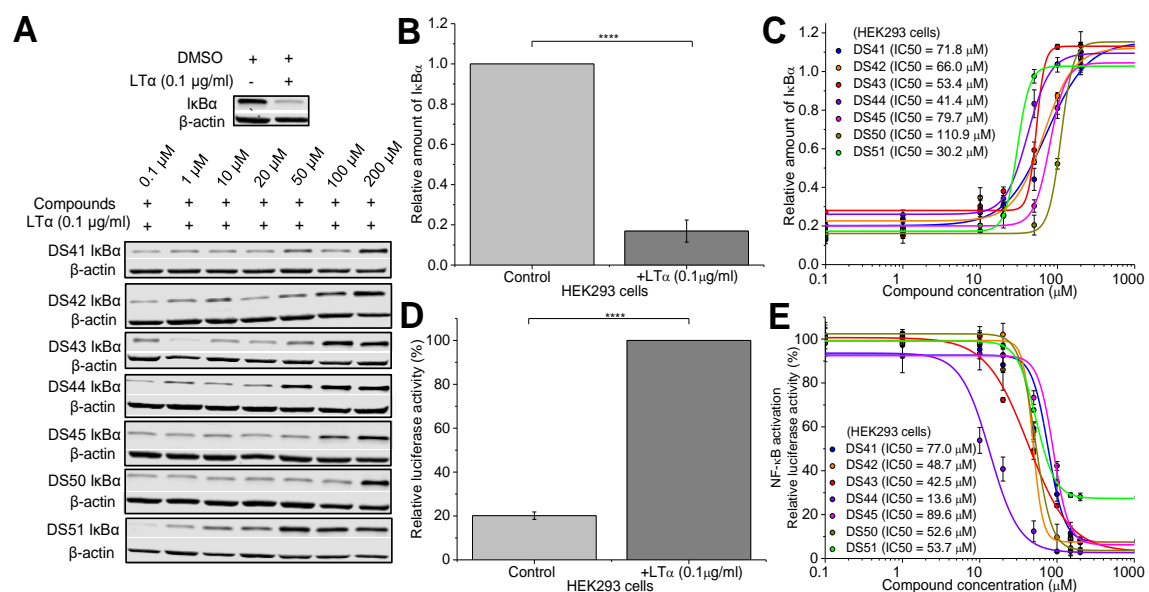 A
DMSO + +
LTα (0.1 µg/ml) - +
IκBα
β-actin
0.1 µM 1 µM 10 µM 20 µM 50 µM 100 µM 200 µM
Compounds + + + + + + +
LTα (0.1 µg/ml) + + + + + + +
DS41 IκBα
β-actin
DS42 IκBα
β-actin
DS43 IκBα
β-actin
DS44 IκBα
β-actin
DS45 IκBα
β-actin
DS50 IκBα
β-actin
DS51 IκBα
β-actin
B
Relative amount of IκBα
1.2
1.0
0.8
0.6
0.4
0.2
0.0
****
Control +LTα (0.1µg/ml)
HEK293 cells
C
Relative amount of IκBα
1.2
1.0
0.8
0.6
0.4
0.2
0.0
(HEK293 cells)
DS41 (IC50 = 71.8 µM)
DS42 (IC50 = 66.0 µM)
DS43 (IC50 = 53.4 µM)
DS44 (IC50 = 41.4 µM)
DS45 (IC50 = 79.7 µM)
DS50 (IC50 = 110.9 µM)
DS51 (IC50 = 30.2 µM)
0.1 1 10 100 1000
Compound concentration (µM)
D
Relative luciferase activity (%)
100
80
60
40
20
0
****
Control +LTα (0.1µg/ml)
HEK293 cells
E
NF-κB activation
Relative luciferase activity (%)
100
80
60
40
20
0
(HEK293 cells)
DS41 (IC50 = 77.0 µM)
DS42 (IC50 = 48.7 µM)
DS43 (IC50 = 42.5 µM)
DS44 (IC50 = 13.6 µM)
DS45 (IC50 = 89.6 µM)
DS50 (IC50 = 52.6 µM)
DS51 (IC50 = 53.7 µM)
0.1 1 10 100 1000
Compound concentration (µM)